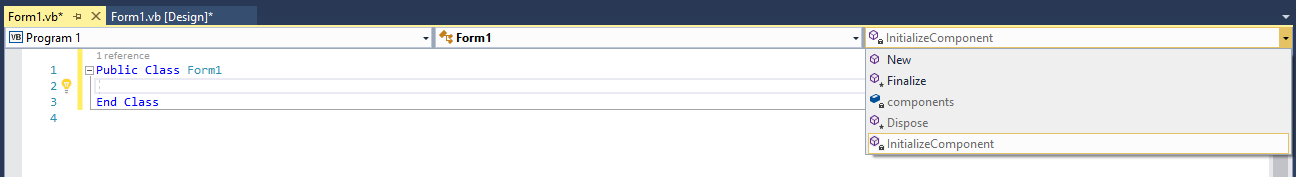 Form1.vb* Form1.vb [Design]*
VB Program 1 Form1 InitializeComponent
1 reference
1 Public Class Form1
2
3 End Class
4
New
Finalize
components
Dispose
InitializeComponent